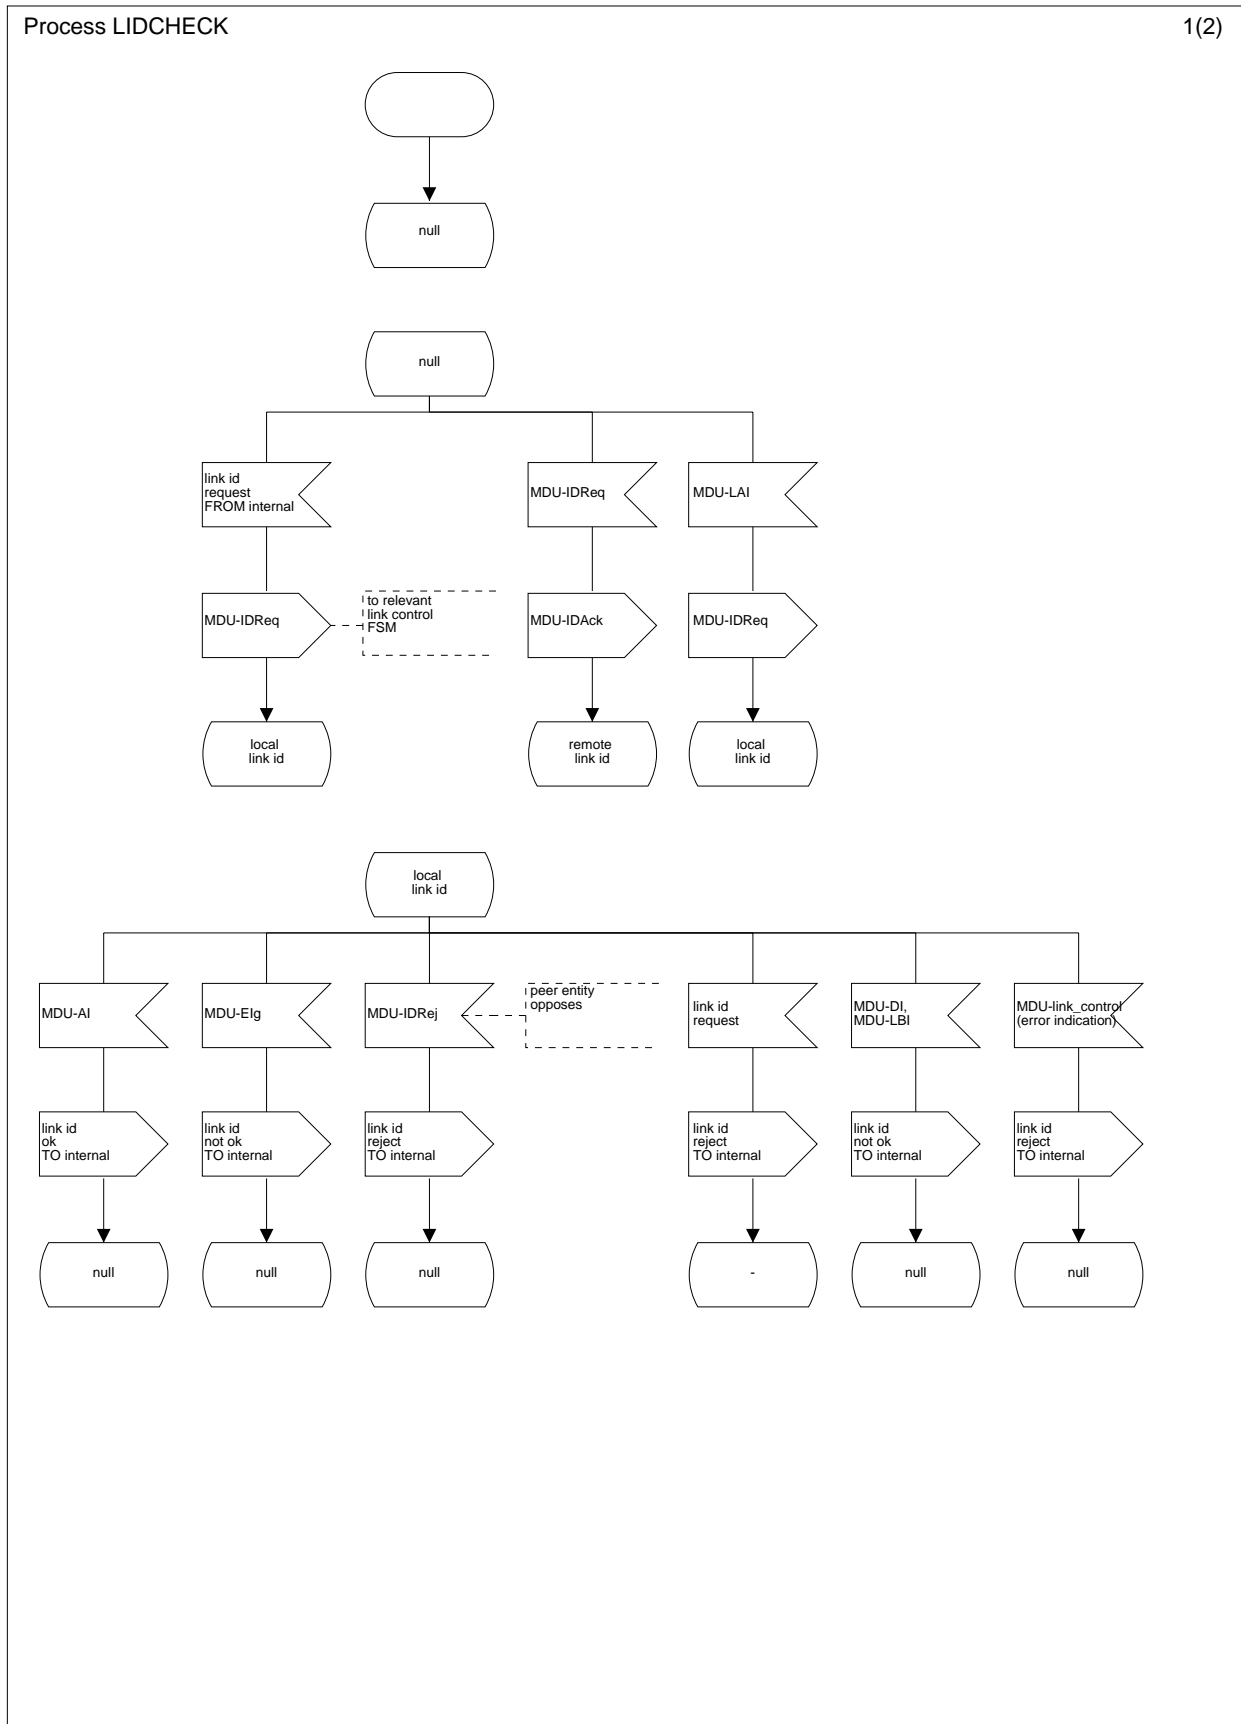 Process LIDCHECK
1(2)
null
null
link id
request
FROM internal
MDU-IDReq
MDU-LAI
MDU-IDReq
to relevant
link control
FSM
MDU-IDAck
MDU-IDReq
local
link id
remote
link id
local
link id
local
link id
MDU-AI
MDU-EIg
MDU-IDRej
peer entity
opposes
link id
request
MDU-DI,
MDU-LBI
MDU-link_control
(error indication)
link id
ok
TO internal
link id
not ok
TO internal
link id
reject
TO internal
link id
reject
TO internal
link id
not ok
TO internal
link id
reject
TO internal
null
null
null
-
null
null